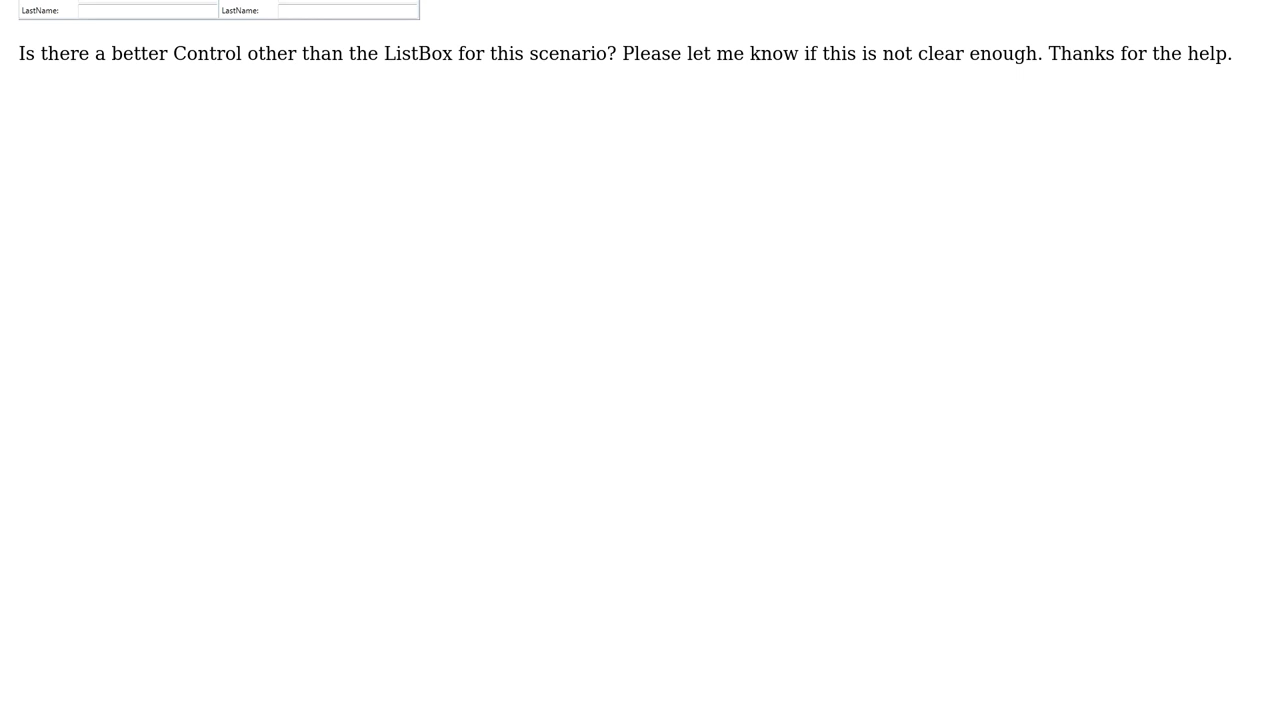 LastName: LastName:
Is there a better Control other than the ListBox for this scenario? Please let me know if this is not clear enough. Thanks for the help.